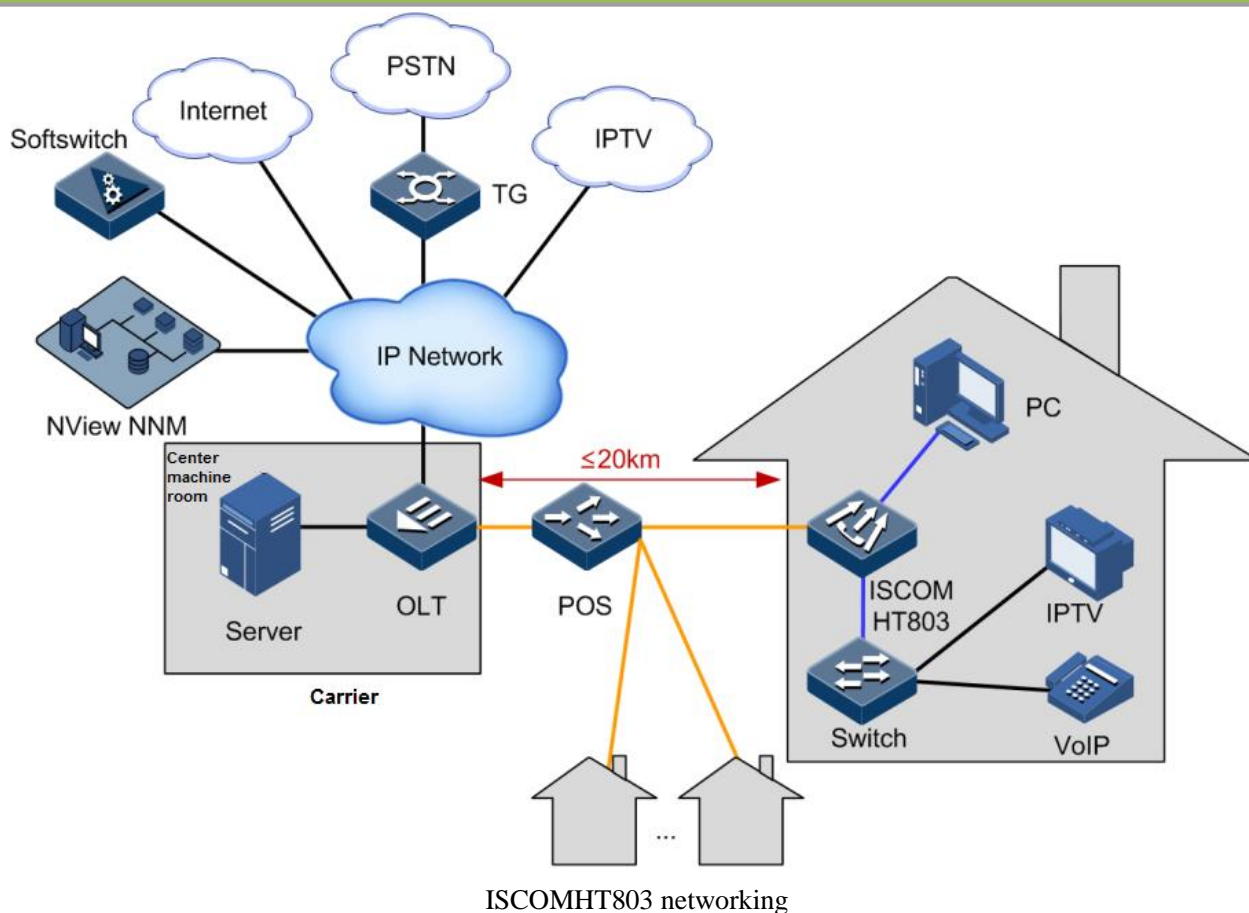 PSTN
Internet
IPTV
Softswitch
TG
IP Network
NView NNM
PC
Center
machine
room
≤20km
ISCOM
HT803
IPTV
OLT
POS
Server
Switch
VoIP
Carrier
...
ISCOMHT803 networking